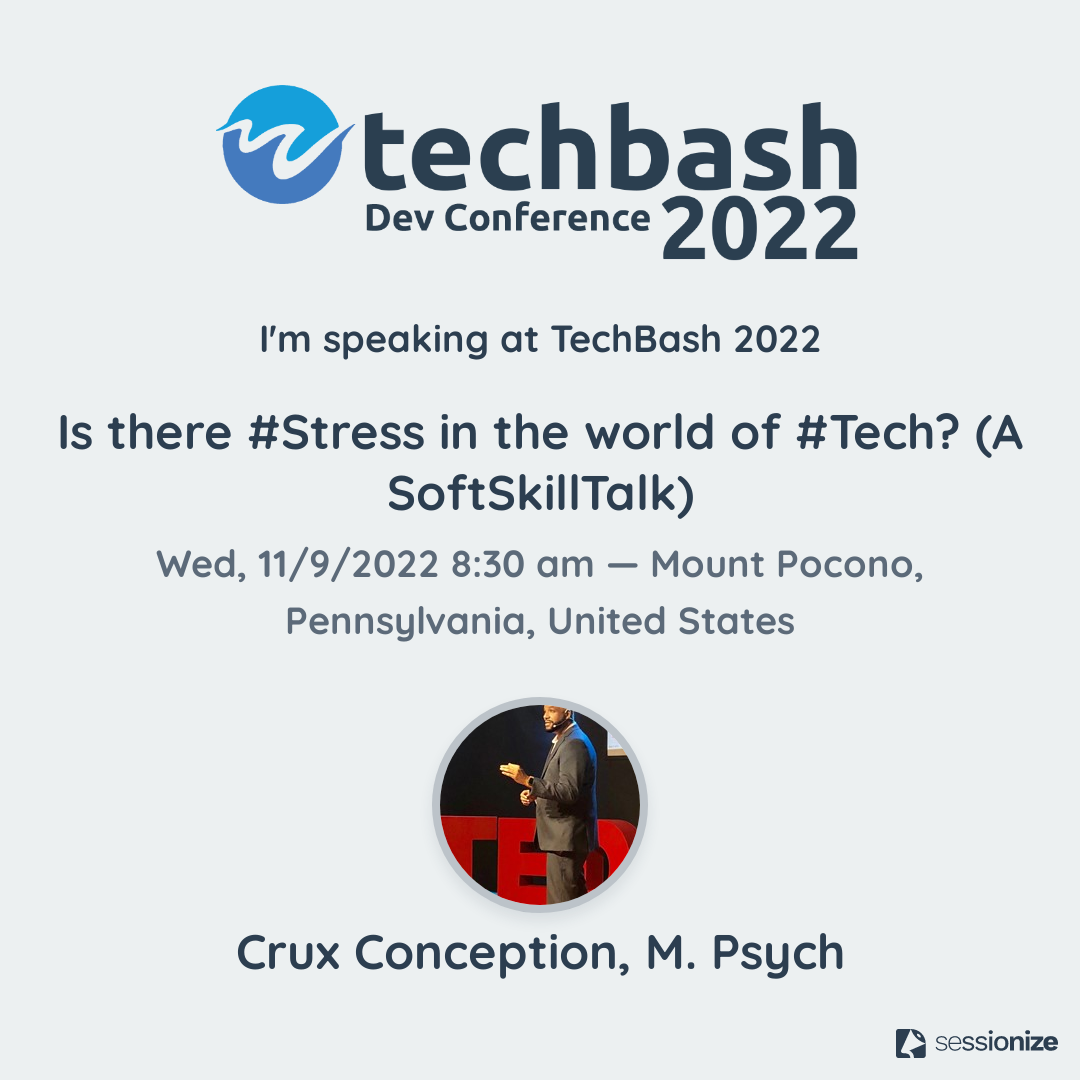 techbash
Dev Conference 2022
I'm speaking at TechBash 2022
Is there #Stress in the world of #Tech? (A
SoftSkillTalk)
Wed, 11/9/2022 8:30 am — Mount Pocono,
Pennsylvania, United States
TED
Crux Conception, M. Psych
sessionize